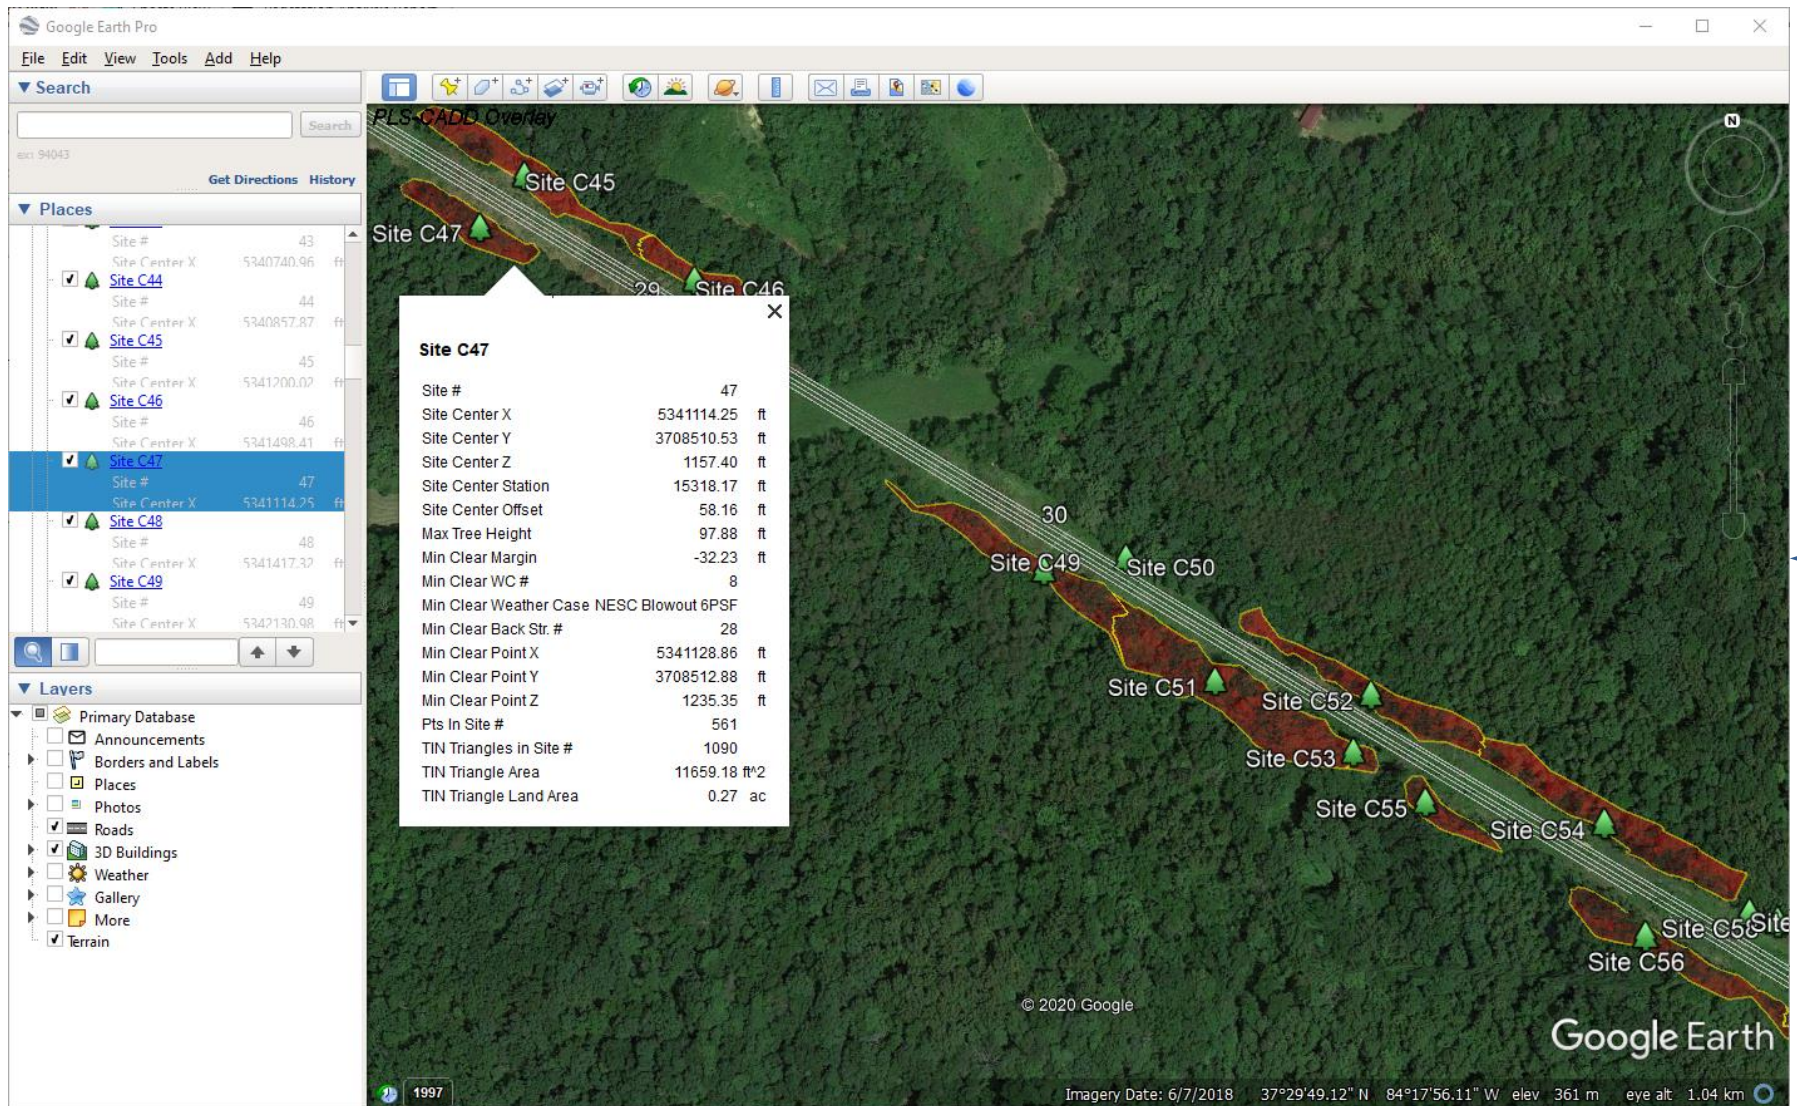 Google Earth Pro
File Edit View Tools Add Help
Search
Search
ex: 94043
Get Directions History
Places
Site # 43
Site Center X 5340740.96 ft
Site C44
Site # 44
Site Center X 5340857.87 ft
Site C45
Site # 45
Site Center X 5341200.02 ft
Site C46
Site # 46
Site Center X 5341498.41 ft
Site C47
Site # 47
Site Center X 5341114.25 ft
Site C48
Site # 48
Site Center X 5341417.32 ft
Site C49
Site # 49
Site Center X 5342130.98 ft
Layers
Primary Database
Announcements
Borders and Labels
Places
Photos
Roads
3D Buildings
Weather
Gallery
More
Terrain
PLS-CADD Overlay
N
Site C45
Site C47
29
Site C46
Site C47
Site # 47
Site Center X 5341114.25 ft
Site Center Y 3708510.53 ft
Site Center Z 1157.40 ft
Site Center Station 15318.17 ft
Site Center Offset 58.16 ft
Max Tree Height 97.88 ft
Min Clear Margin -32.23 ft
Min Clear WC # 8
Min Clear Weather Case NESC Blowout 6PSF
Min Clear Back Str. # 28
Min Clear Point X 5341128.86 ft
Min Clear Point Y 3708512.88 ft
Min Clear Point Z 1235.35 ft
Pts In Site # 561
TIN Triangles in Site # 1090
TIN Triangle Area 11659.18 ft^2
TIN Triangle Land Area 0.27 ac
30
Site C49
Site C50
Site C51
Site C52
Site C53
Site C55
Site C54
Site C58
Site
Site C56
© 2020 Google
Google Earth
1997
Imagery Date: 6/7/2018 37°29'49.12" N 84°17'56.11" W elev 361 m eye alt 1.04 km